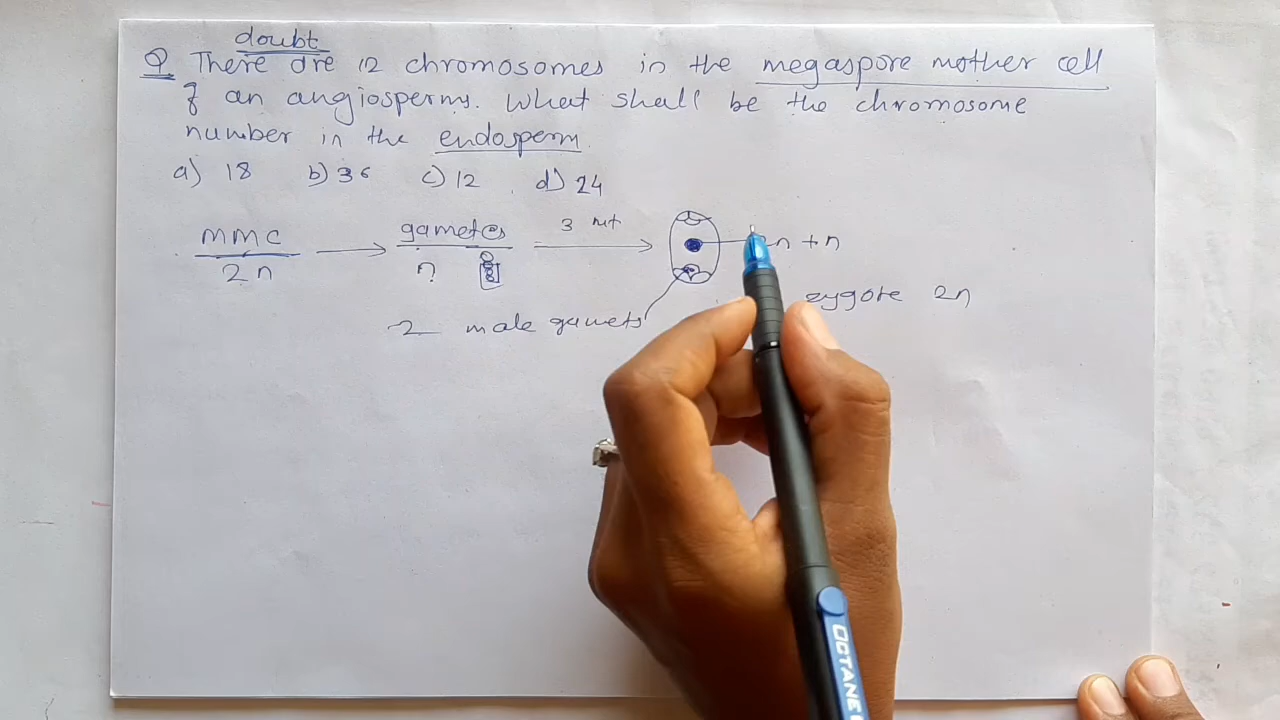 doubt
Q There are 12 chromosomes in the megaspore mother cell
of an angiosperms. What shall be the chromosome
number in the endosperm.
a) 18 b) 36 c) 12 d) 24
MMC gametes 3 mt
2n n n + n
zygote 2n
2 male gamets
OCTANE